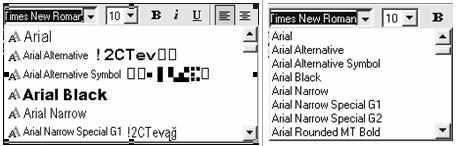 Times New Roman 10 B i U
Arial
Arial Alternative !2CTev
Arial Alternative Symbol
Arial Black
Arial Narrow
Arial Narrow Special G1 !2CTevağ
Times New Roman 10 B
Arial
Arial Alternative
Arial Alternative Symbol
Arial Black
Arial Narrow
Arial Narrow Special G1
Arial Narrow Special G2
Arial Rounded MT Bold